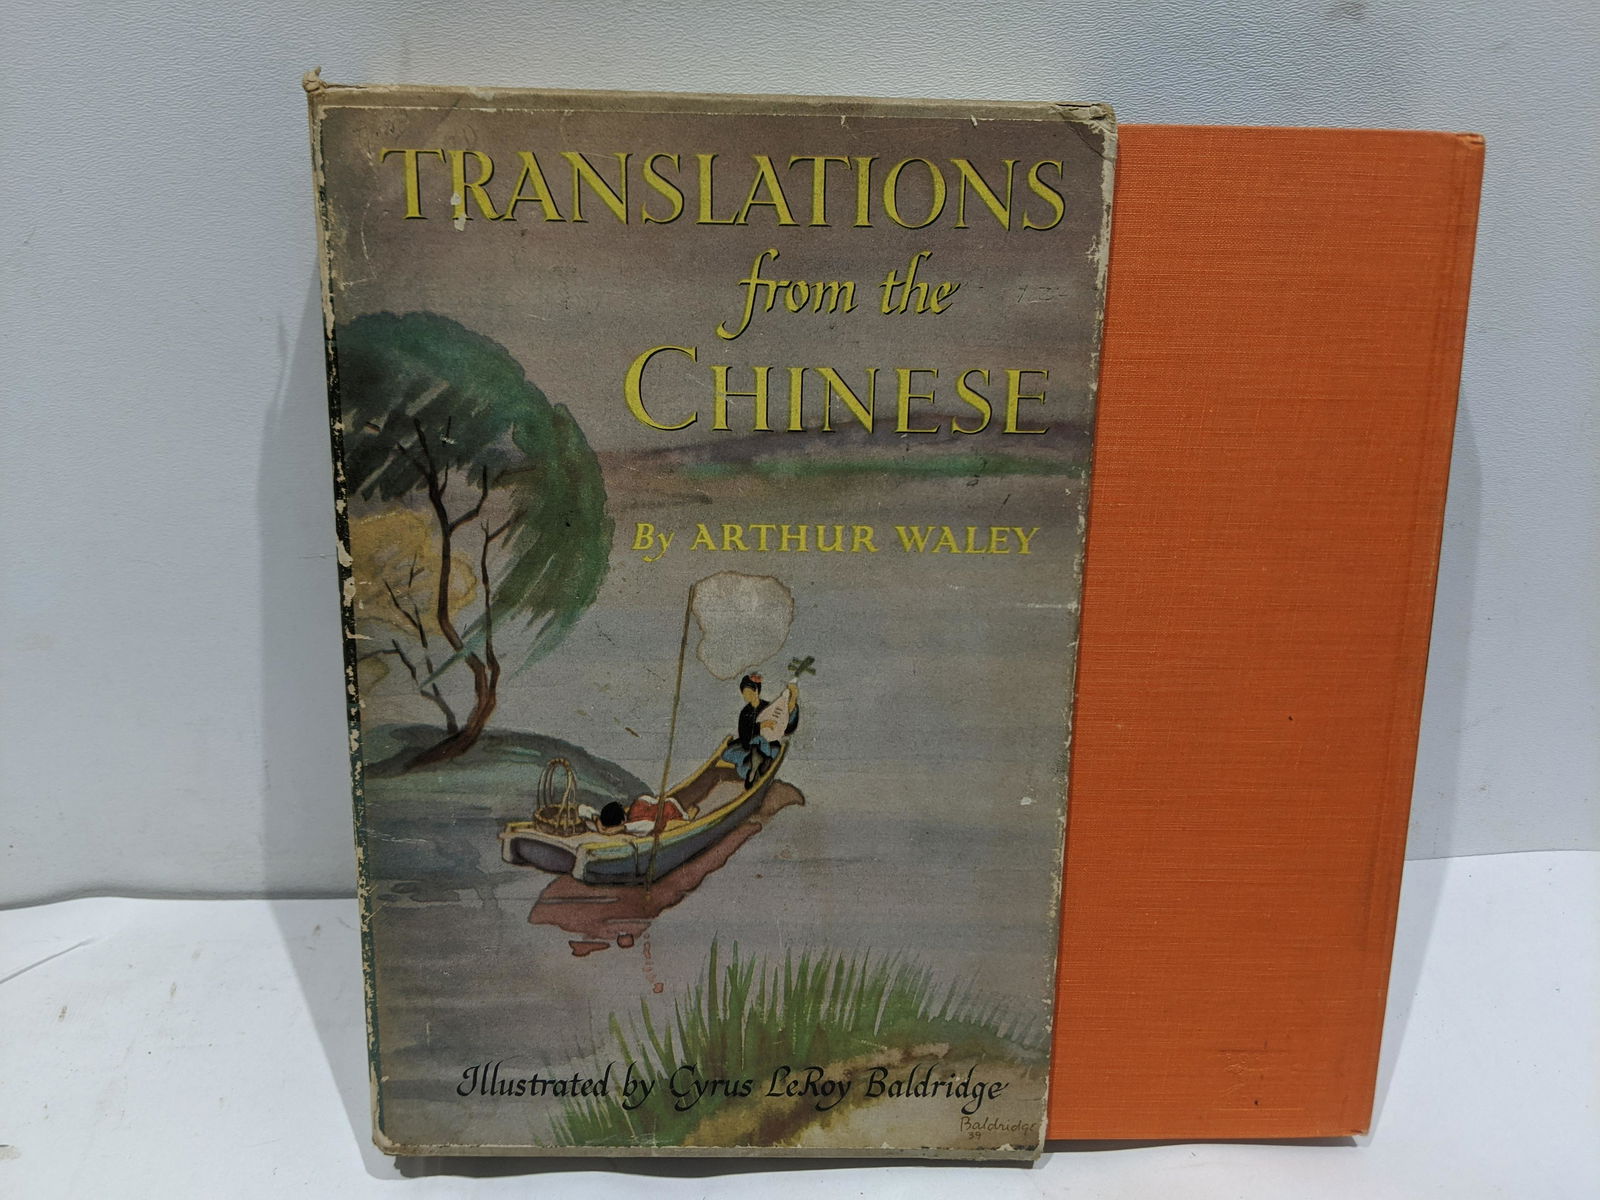 TRANSLATIONS
from the
CHINESE
By ARTHUR WALEY
Illustrated by Cyrus LeRoy Baldridge
Baldridge
39